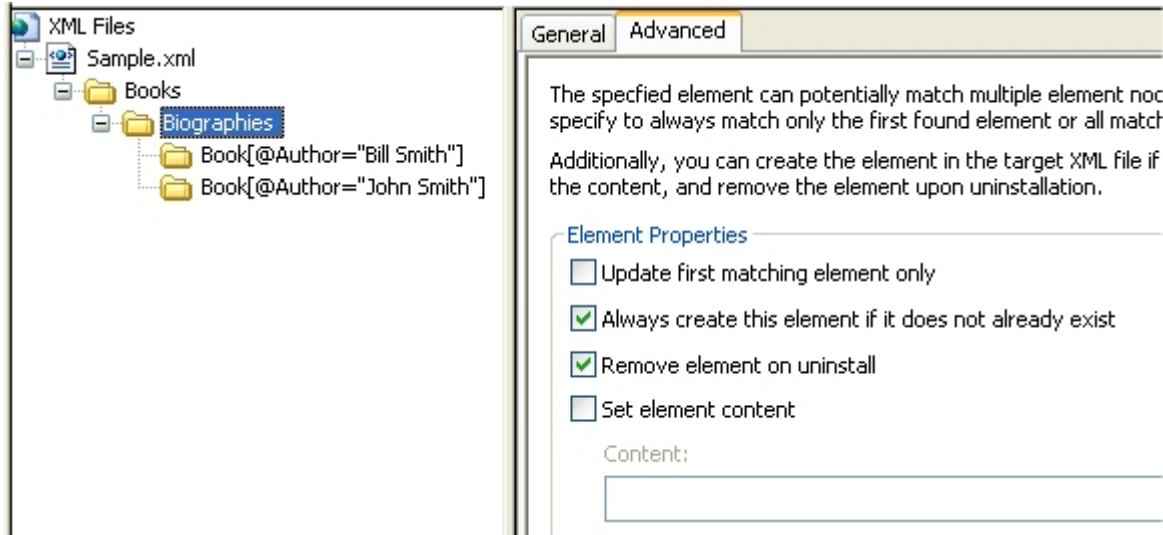 XML Files
Sample.xml
Books
Biographies
Book[@Author="Bill Smith"]
Book[@Author="John Smith"]
General
Advanced
The specfied element can potentially match multiple element
specify to always match only the first found element or all
Additionally, you can create the element in the target XML file if
the content, and remove the element upon uninstallation.
Element Properties
Update first matching element only
Always create this element if it does not already exist
Remove element on uninstall
Set element content
Content: